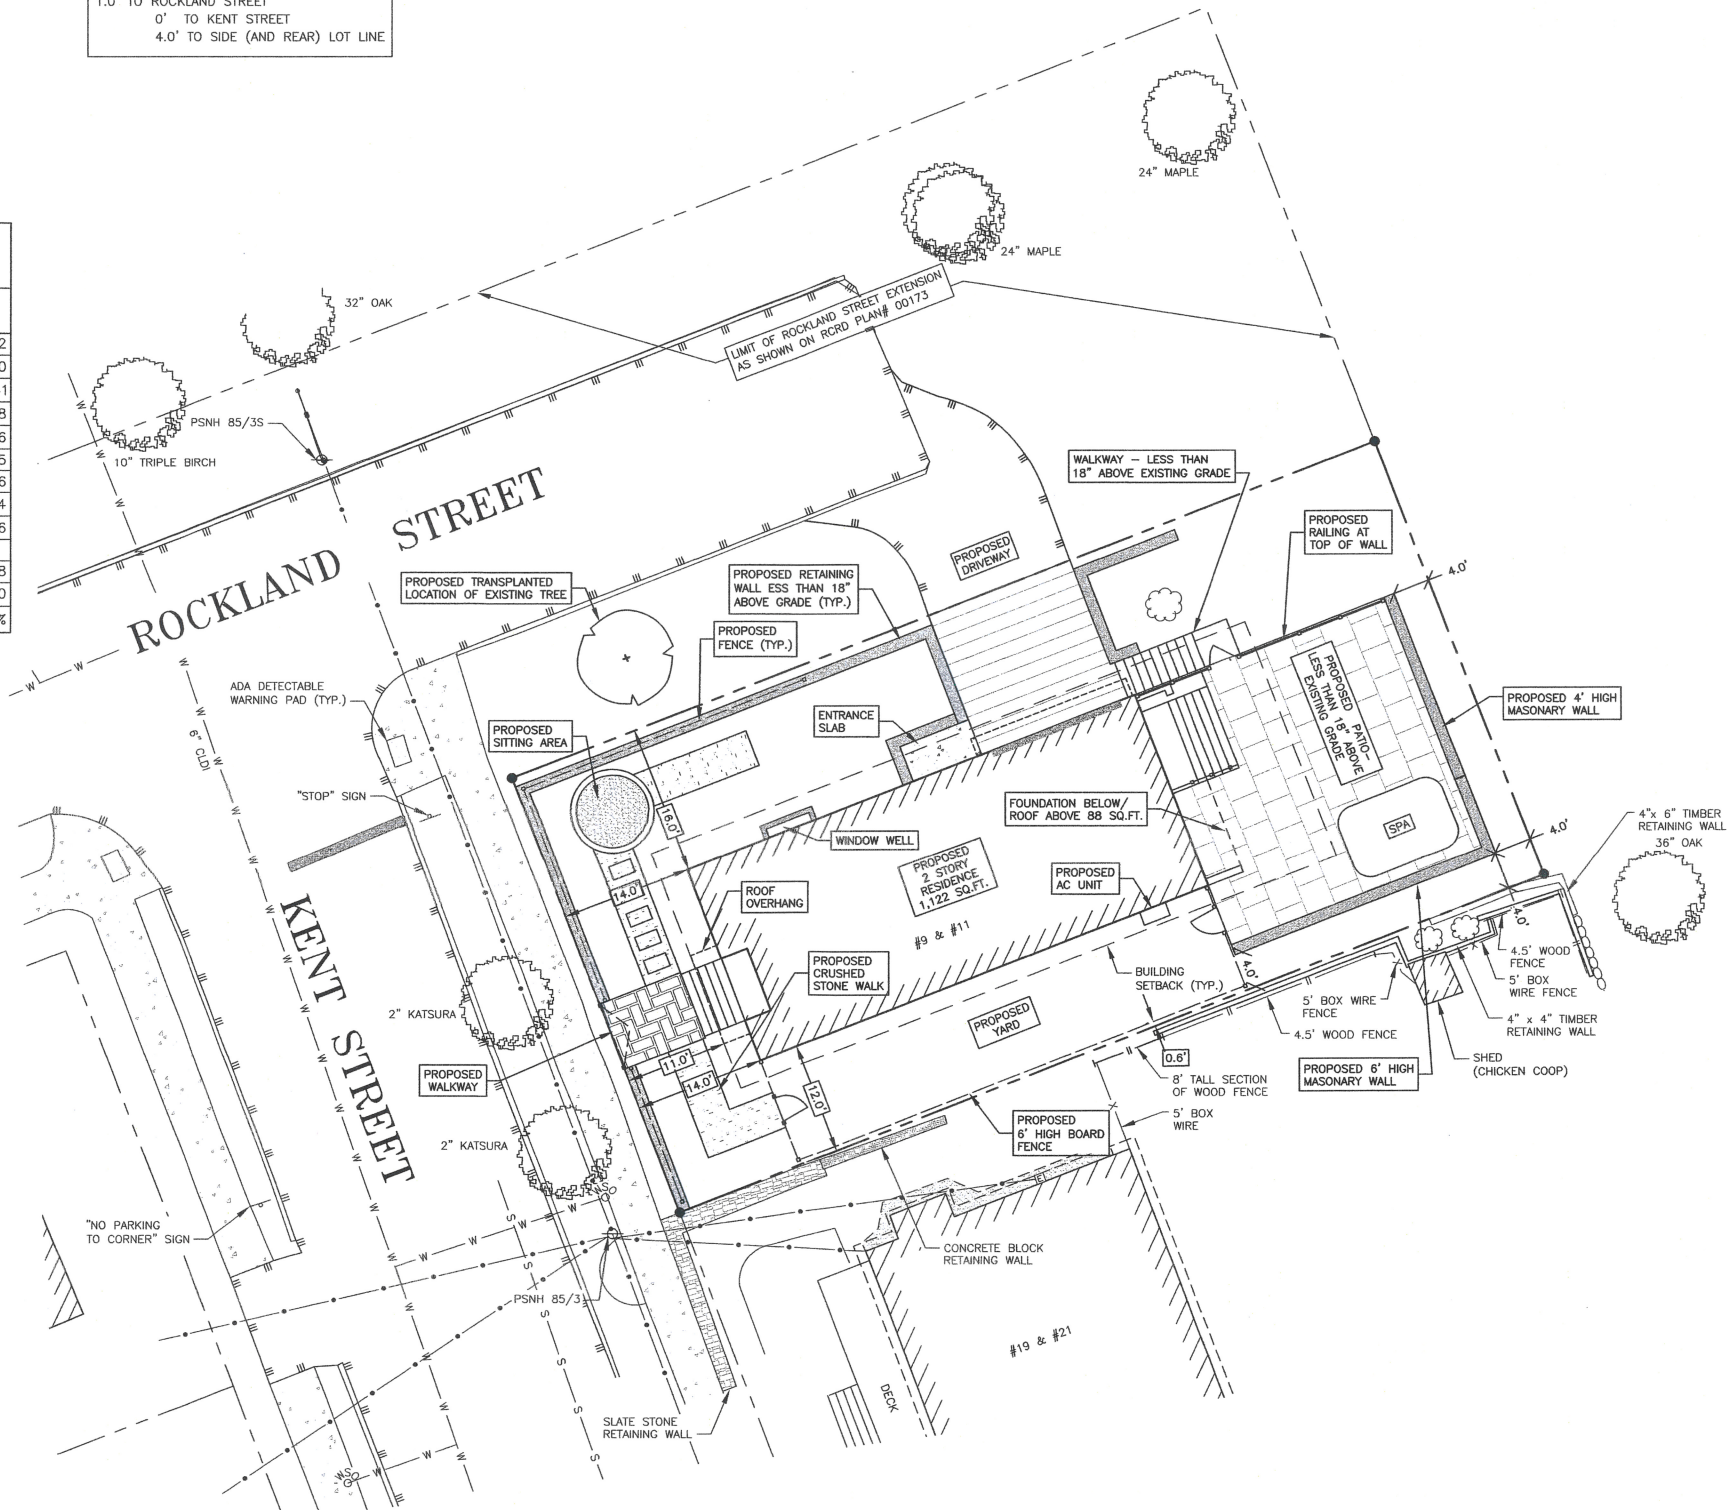 1.0' TO ROCKLAND STREET
0' TO KENT STREET
4.0' TO SIDE (AND REAR) LOT LINE
2
0
8
6
6
4
6
8
0
%
24" MAPLE
24" MAPLE
32" OAK
LIMIT OF ROCKLAND STREET EXTENSION
AS SHOWN ON RCRD PLAN# 00173
PSNH 85/3S
10" TRIPLE BIRCH
WALKWAY – LESS THAN
18" ABOVE EXISTING GRADE
ROCKLAND STREET
PROPOSED
RAILING AT
TOP OF WALL
PROPOSED
DRIVEWAY
PROPOSED TRANSPLANTED
LOCATION OF EXISTING TREE
PROPOSED RETAINING
WALL ESS THAN 18"
ABOVE GRADE (TYP.)
4.0'
PROPOSED
FENCE (TYP.)
PROPOSED PATIO–
LESS THAN 18" ABOVE
EXISTING GRADE
ADA DETECTABLE
WARNING PAD (TYP.)
PROPOSED 4' HIGH
MASONARY WALL
PROPOSED
SITTING AREA
ENTRANCE
SLAB
6" CLDI
"STOP" SIGN
16.0'
FOUNDATION BELOW/
ROOF ABOVE 88 SQ.FT.
SPA
4"x 6" TIMBER
RETAINING WALL
36" OAK
4.0'
WINDOW WELL
PROPOSED
2 STORY
RESIDENCE
1,122 SQ.FT.
PROPOSED
AC UNIT
14.0'
ROOF
OVERHANG
#9 & #11
4.0'
KENT STREET
PROPOSED
CRUSHED
STONE WALK
4.5' WOOD
FENCE
4.0'
BUILDING
SETBACK (TYP.)
5' BOX
WIRE FENCE
5' BOX WIRE
FENCE
2" KATSURA
PROPOSED
YARD
4" x 4" TIMBER
RETAINING WALL
4.5' WOOD FENCE
0.6'
11.0'
PROPOSED
WALKWAY
14.0'
12.0'
SHED
(CHICKEN COOP)
PROPOSED 6' HIGH
MASONARY WALL
8' TALL SECTION
OF WOOD FENCE
PROPOSED
6' HIGH BOARD
FENCE
5' BOX
WIRE
2" KATSURA
WSO
E
"NO PARKING
TO CORNER" SIGN
CONCRETE BLOCK
RETAINING WALL
PSNH 85/3
#19 & #21
DECK
SLATE STONE
RETAINING WALL
WSO